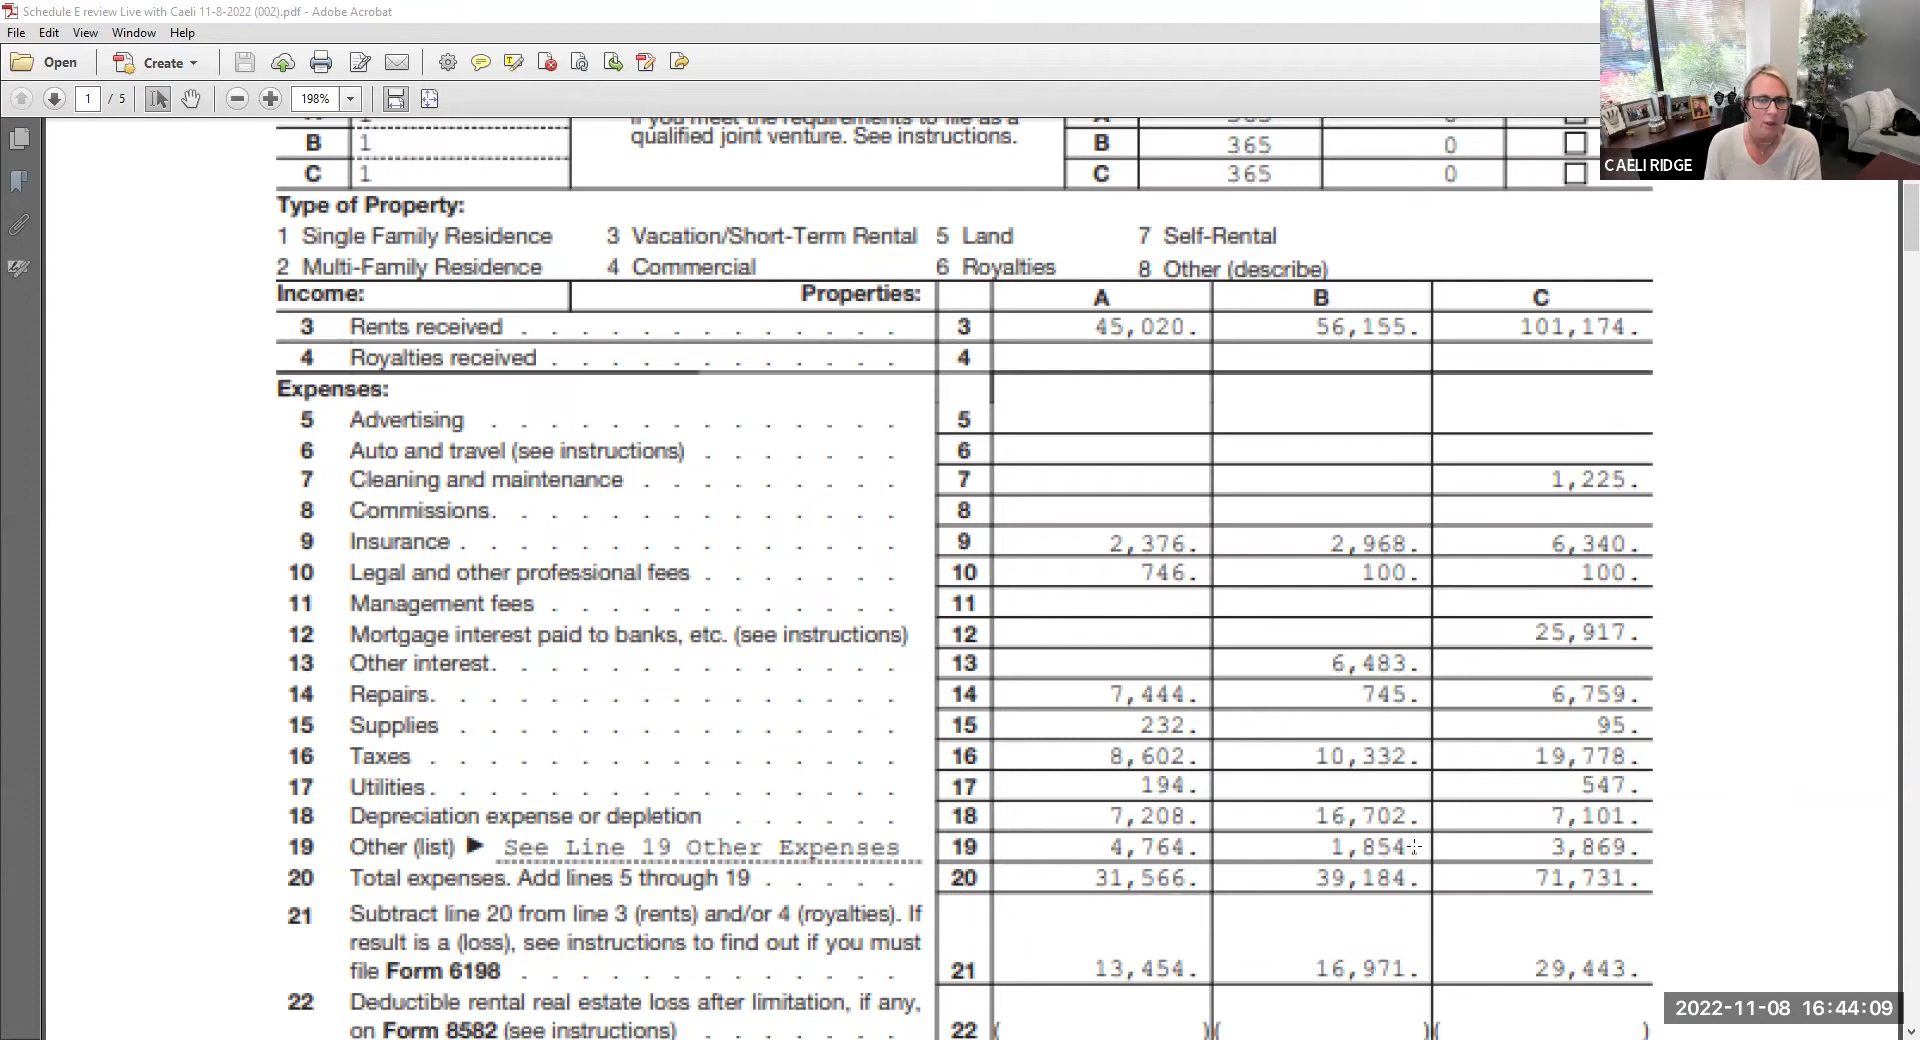 Schedule E review Live with Caeli 11-8-2022 (002).pdf - Adobe Acrobat
File Edit View Window Help
Open Create
1 / 5 198%
if you meet the requirements to file as a
1 A 365 0
B 1 qualified joint venture. See instructions. B 365 0
C 1 C 365 0
CAELI RIDGE
Type of Property:
1 Single Family Residence 3 Vacation/Short-Term Rental 5 Land 7 Self-Rental
2 Multi-Family Residence 4 Commercial 6 Royalties 8 Other (describe)
Income: Properties: A B C
3 Rents received . . . . . . . . . . . . . 3 45,020. 56,155. 101,174.
4 Royalties received . . . . . . . . . . . . 4
Expenses:
5 Advertising . . . . . . . . . . . . . . 5
6 Auto and travel (see instructions) . . . . . . . 6
7 Cleaning and maintenance . . . . . . . . . 7 1,225.
8 Commissions. . . . . . . . . . . . . . 8
9 Insurance . . . . . . . . . . . . . . . 9 2,376. 2,968. 6,340.
10 Legal and other professional fees . . . . . . . 10 746. 100. 100.
11 Management fees . . . . . . . . . . . . 11
12 Mortgage interest paid to banks, etc. (see instructions) 12 25,917.
13 Other interest. . . . . . . . . . . . . . 13 6,483.
14 Repairs. . . . . . . . . . . . . . . . 14 7,444. 745. 6,759.
15 Supplies . . . . . . . . . . . . . . . 15 232. 95.
16 Taxes . . . . . . . . . . . . . . . . 16 8,602. 10,332. 19,778.
17 Utilities . . . . . . . . . . . . . . . . 17 194. 547.
18 Depreciation expense or depletion . . . . . . 18 7,208. 16,702. 7,101.
19 Other (list) ▶ See Line 19 Other Expenses 19 4,764. 1,854 3,869.
20 Total expenses. Add lines 5 through 19 . . . . . 20 31,566. 39,184. 71,731.
21 Subtract line 20 from line 3 (rents) and/or 4 (royalties). If
result is a (loss), see instructions to find out if you must
file Form 6198 . . . . . . . . . . . . . 21 13,454. 16,971. 29,443.
22 Deductible rental real estate loss after limitation, if any,
on Form 8582 (see instructions) . . . . . . . 22 ( )( )( )
2022-11-08 16:44:09